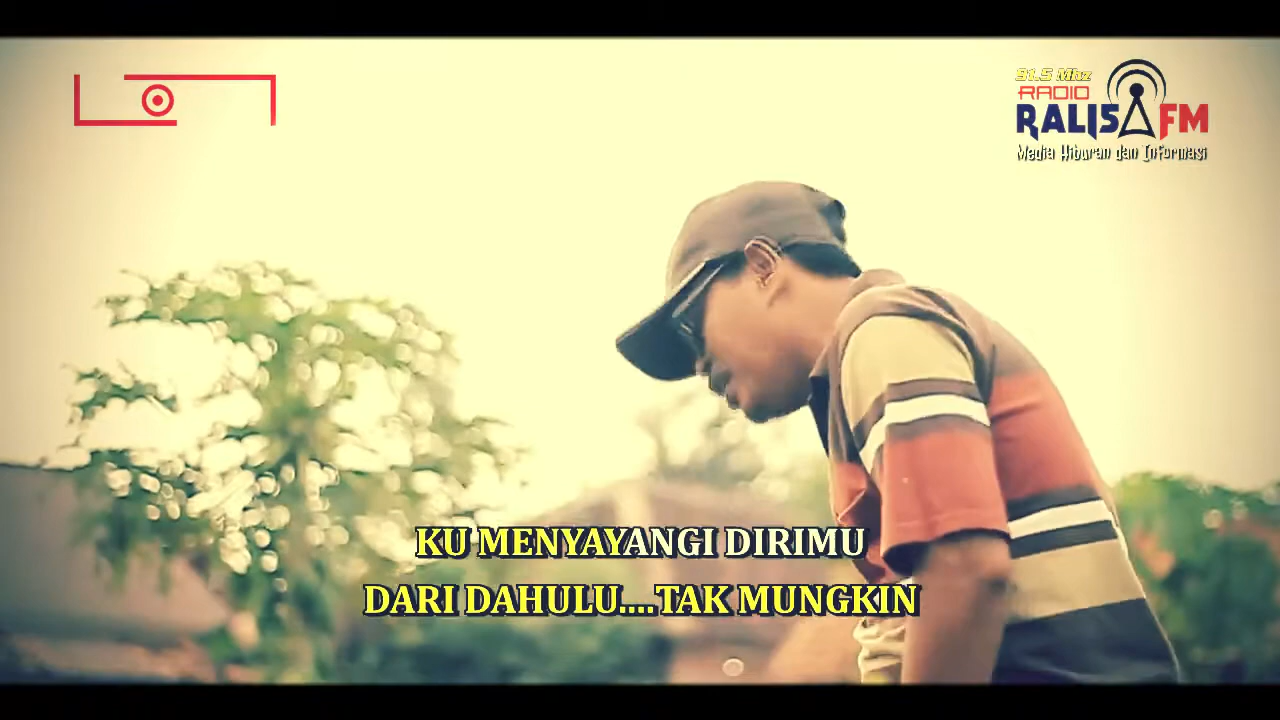 91.5 Mhz
RADIO
RALISA FM
Media Hiburan dan Informasi
KU MENYAYANGI DIRIMU
DARI DAHULU....TAK MUNGKIN